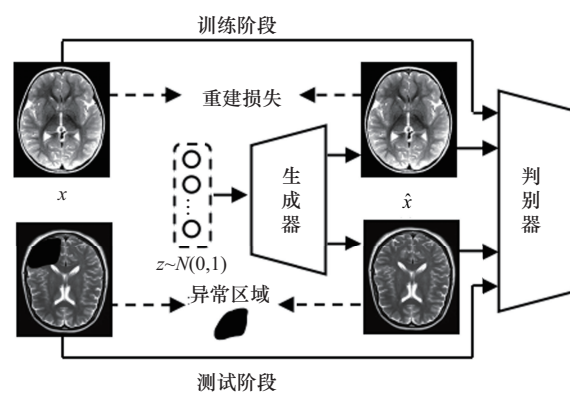 训练阶段
重建损失
x
z~N(0,1)
生成器
x̂
判别器
异常区域
测试阶段